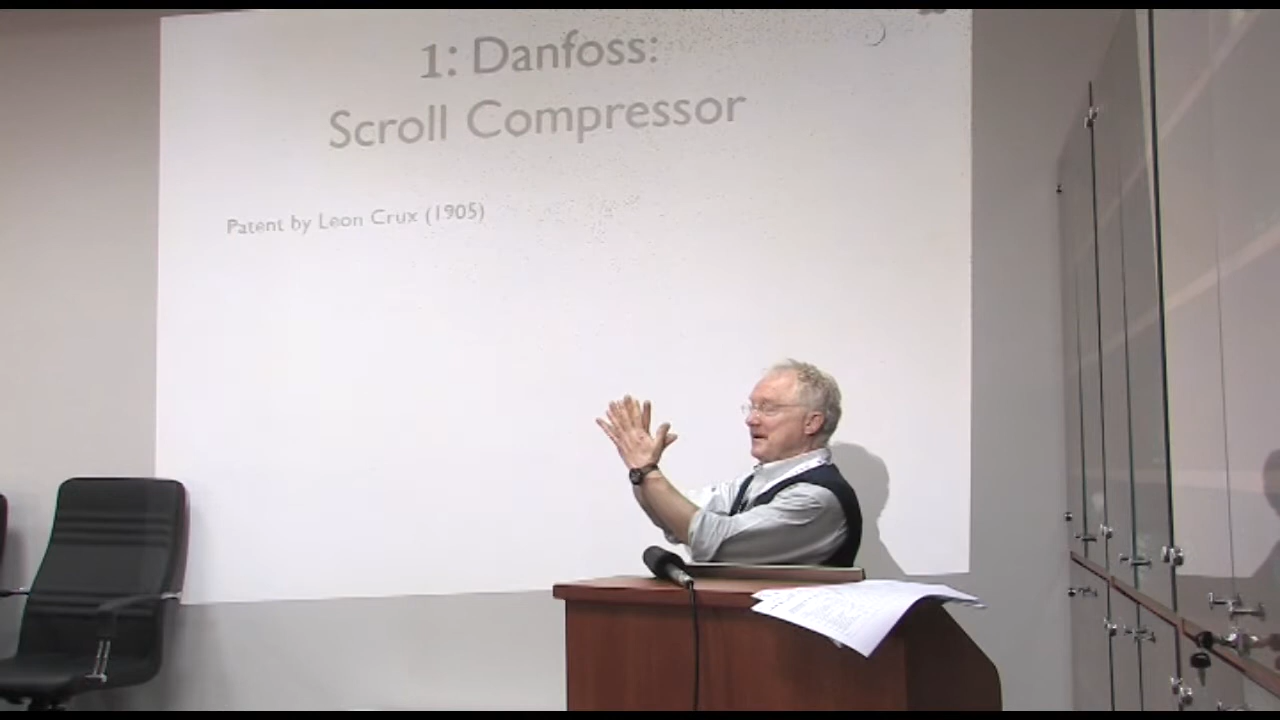 1: Danfoss:
Scroll Compressor
Patent by Leon Crux (1905)